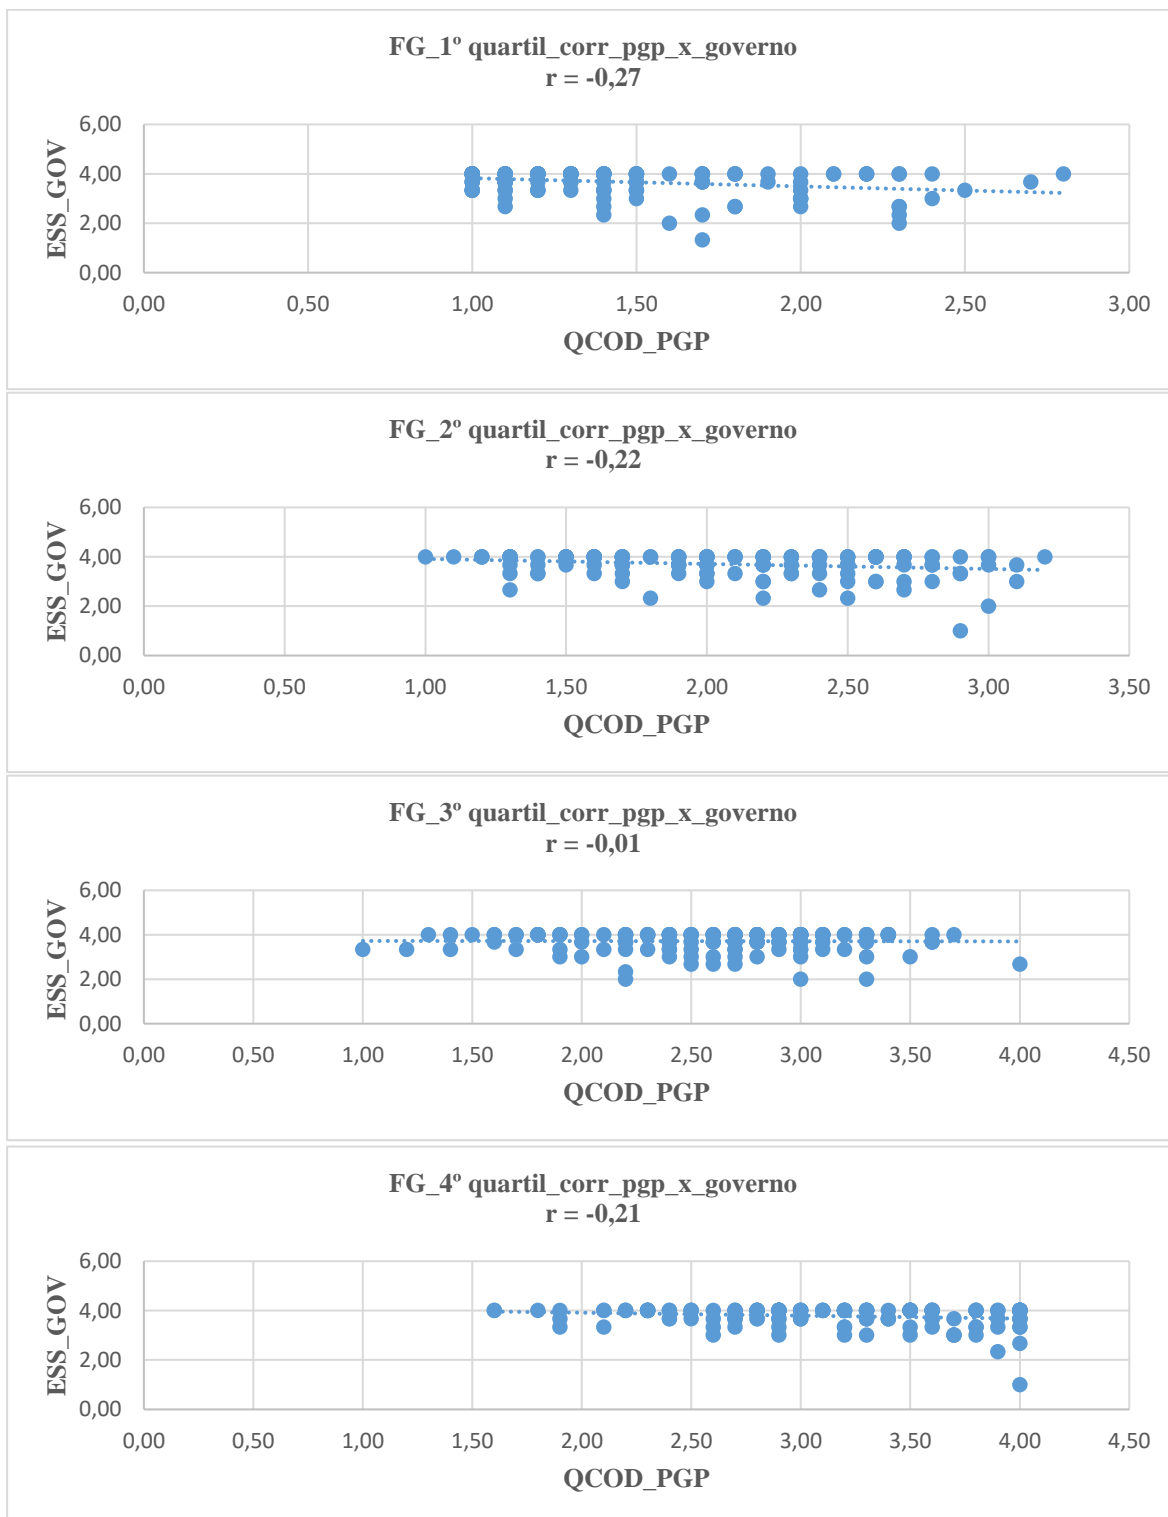 FG_1º quartil_corr_pgp_x_governo
r = -0,27
6,00
4,00
2,00
0,00
ESS_GOV
0,00 0,50 1,00 1,50 2,00 2,50 3,00
QCOD_PGP
FG_2º quartil_corr_pgp_x_governo
r = -0,22
6,00
4,00
2,00
0,00
ESS_GOV
0,00 0,50 1,00 1,50 2,00 2,50 3,00 3,50
QCOD_PGP
FG_3º quartil_corr_pgp_x_governo
r = -0,01
6,00
4,00
2,00
0,00
ESS_GOV
0,00 0,50 1,00 1,50 2,00 2,50 3,00 3,50 4,00 4,50
QCOD_PGP
FG_4º quartil_corr_pgp_x_governo
r = -0,21
6,00
4,00
2,00
0,00
ESS_GOV
0,00 0,50 1,00 1,50 2,00 2,50 3,00 3,50 4,00 4,50
QCOD_PGP